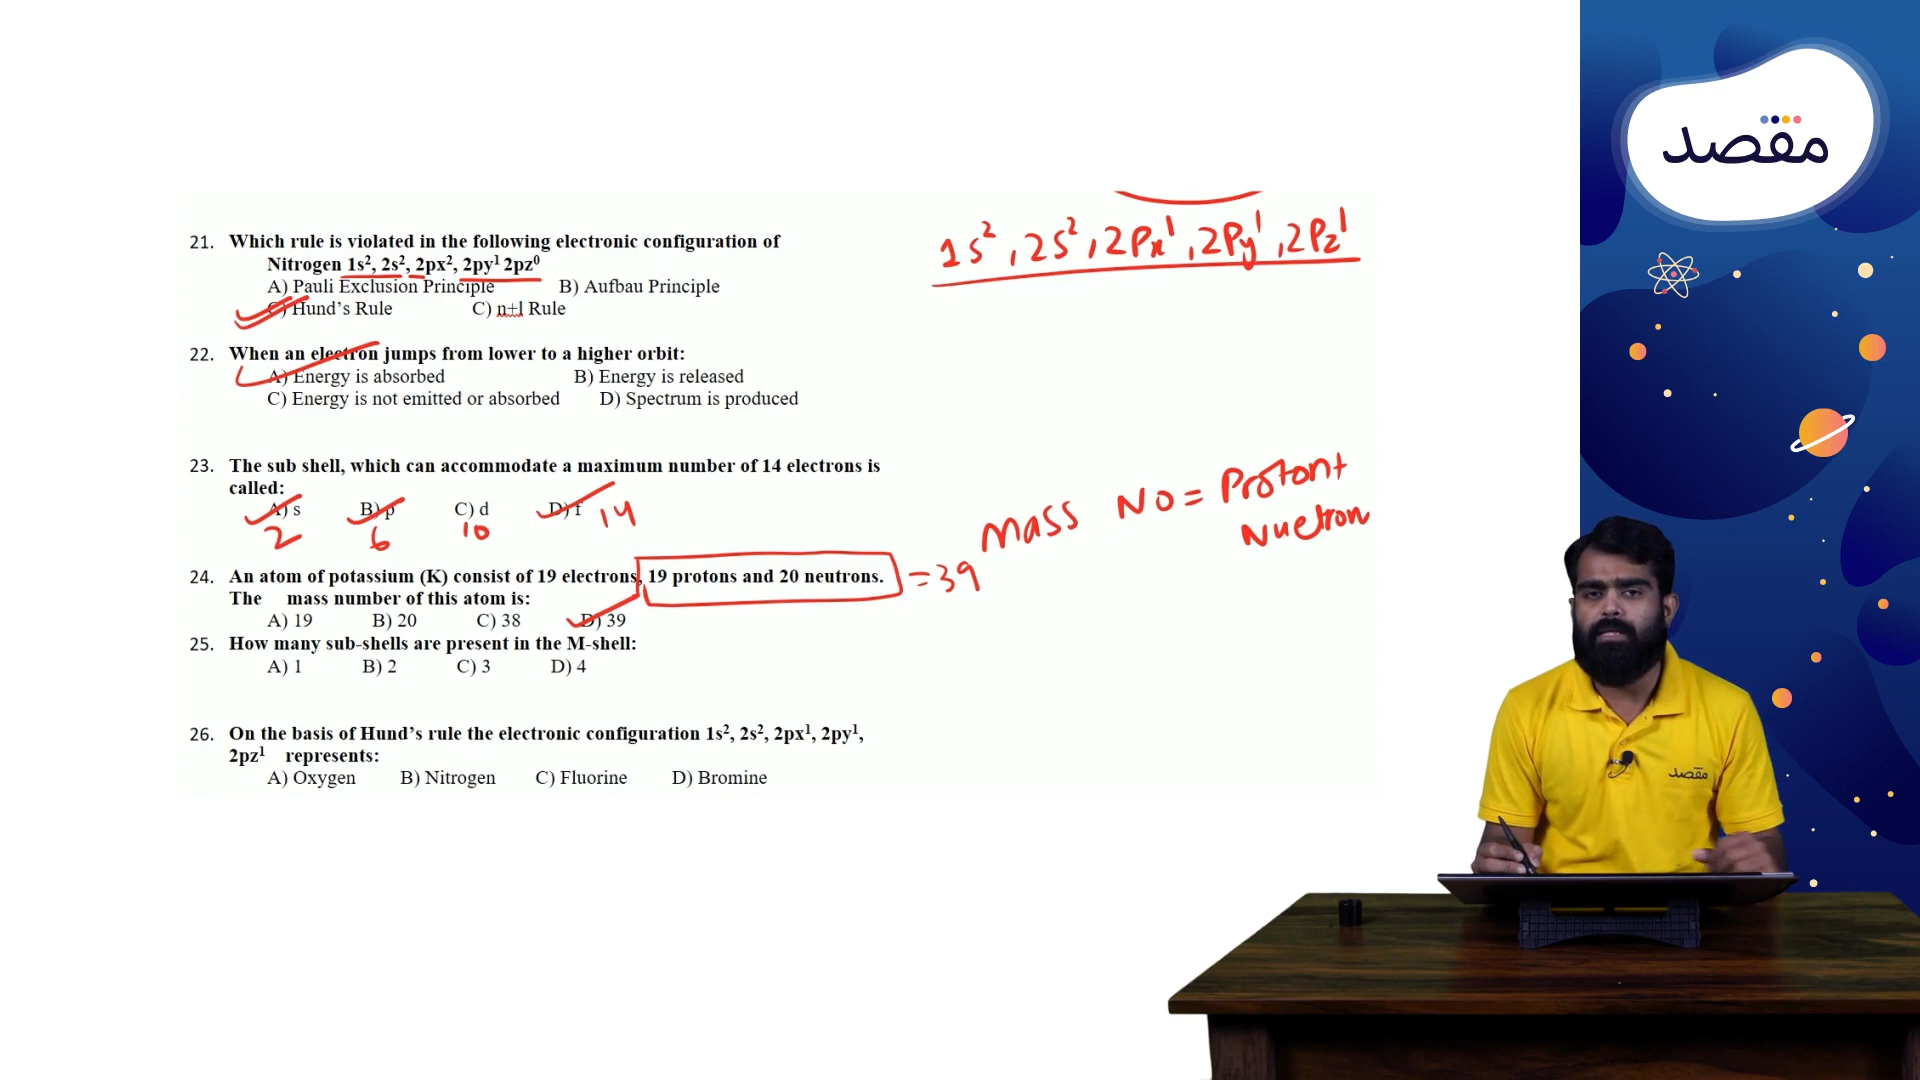 مقصد
1s², 2s², 2Px¹, 2Py¹, 2Pz¹
21. Which rule is violated in the following electronic configuration of
Nitrogen 1s², 2s², 2px², 2py¹ 2pz⁰
A) Pauli Exclusion Principle B) Aufbau Principle
C) Hund's Rule C) n+l Rule
22. When an electron jumps from lower to a higher orbit:
A) Energy is absorbed B) Energy is released
C) Energy is not emitted or absorbed D) Spectrum is produced
23. The sub shell, which can accommodate a maximum number of 14 electrons is
called:
A) s B) p C) d D) f 14
2 6 10
Mass No = Proton+
Nuetron
24. An atom of potassium (K) consist of 19 electrons, 19 protons and 20 neutrons. =39
The mass number of this atom is:
A) 19 B) 20 C) 38 D) 39
25. How many sub-shells are present in the M-shell:
A) 1 B) 2 C) 3 D) 4
26. On the basis of Hund's rule the electronic configuration 1s², 2s², 2px¹, 2py¹,
2pz¹ represents:
A) Oxygen B) Nitrogen C) Fluorine D) Bromine
مقصد